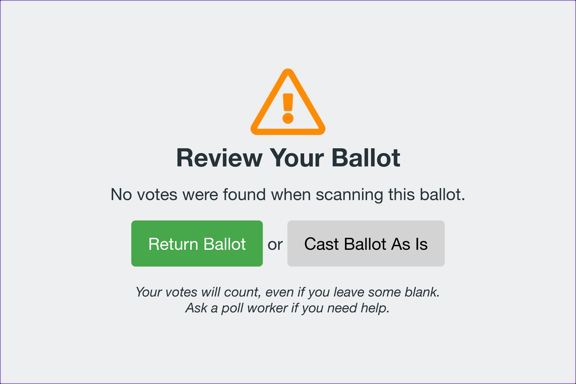 Review Your Ballot
No votes were found when scanning this ballot.
Return Ballot or Cast Ballot As Is
Your votes will count, even if you leave some blank.
Ask a poll worker if you need help.